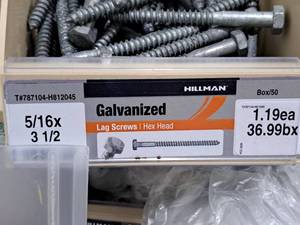 HILLMAN
Box/50
T#787104-H812045
Galvanized
5/16x
3 1/2
Lag Screws | Hex Head
1.19ea
36.99bx